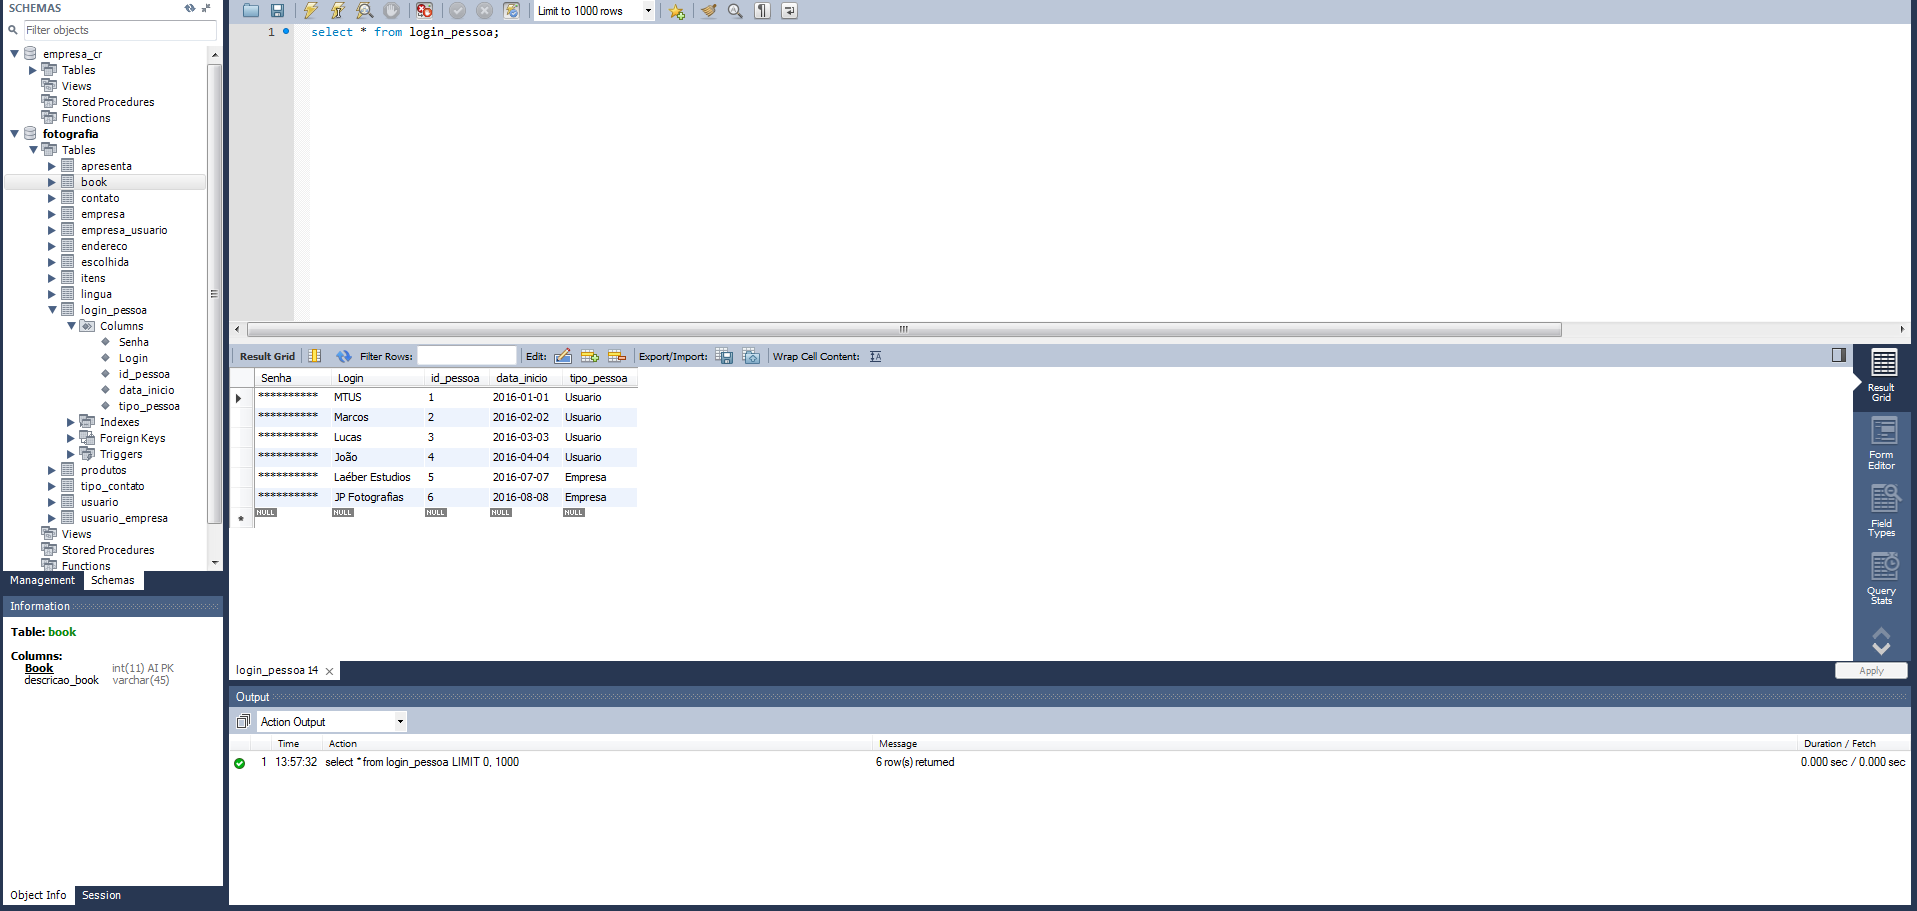 SCHEMAS
Filter objects
empresa_cr
Tables
Views
Stored Procedures
Functions
fotografia
Tables
apresenta
book
contato
empresa
empresa_usuario
endereco
escolhida
itens
lingua
login_pessoa
Columns
Senha
Login
id_pessoa
data_inicio
tipo_pessoa
Indexes
Foreign Keys
Triggers
produtos
tipo_contato
usuario
usuario_empresa
Views
Stored Procedures
Functions
Management Schemas
Information
Table: book
Columns:
Book int(11) AI PK
descricao_book varchar(45)
Object Info Session
Limit to 1000 rows
1 select * from login_pessoa;
Result Grid Filter Rows: Edit: Export/Import: Wrap Cell Content:
Senha Login id_pessoa data_inicio tipo_pessoa
********** MTUS 1 2016-01-01 Usuario
********** Marcos 2 2016-02-02 Usuario
********** Lucas 3 2016-03-03 Usuario
********** João 4 2016-04-04 Usuario
********** Laéber Estudios 5 2016-07-07 Empresa
********** JP Fotografias 6 2016-08-08 Empresa
* NULL NULL NULL NULL NULL
Result
Grid
Form
Editor
Field
Types
Query
Stats
login_pessoa 14
Apply
Output
Action Output
Time Action Message Duration / Fetch
1 13:57:32 select * from login_pessoa LIMIT 0, 1000 6 row(s) returned 0.000 sec / 0.000 sec